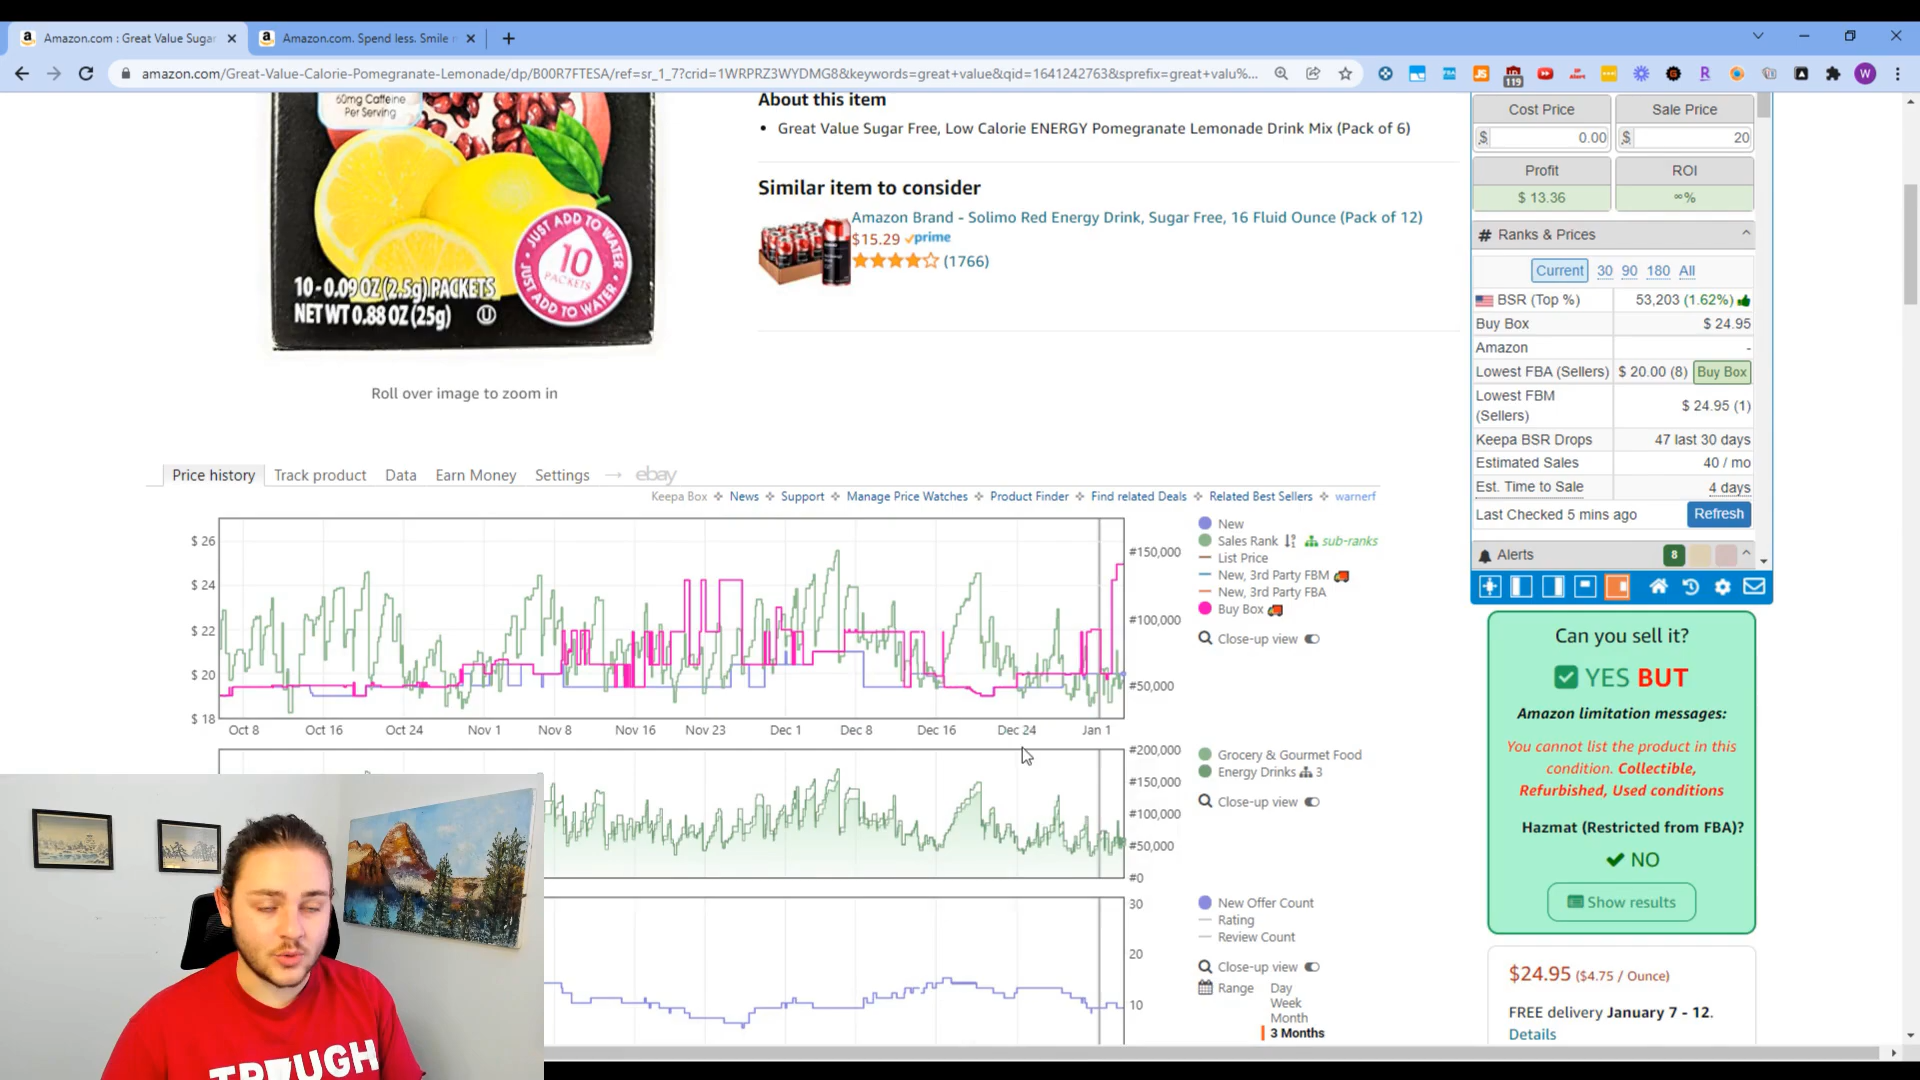 Amazon.com : Great Value Sugar
Amazon.com. Spend less. Smile
amazon.com/Great-Value-Calorie-Pomegranate-Lemonade/dp/B00R7FTESA/ref=sr_1_7?crid=1WRPRZ3WYDMG8&keywords=great+value&qid=1641242763&sprefix=great+valu%...
119
W
60mg Caffeine
Per Serving
JUST ADD TO WATER
10
PACKETS
JUST ADD TO WATER
10 - 0.09 OZ (2.5g) PACKETS
NET WT 0.88 OZ (25g)
Roll over image to zoom in
About this item
• Great Value Sugar Free, Low Calorie ENERGY Pomegranate Lemonade Drink Mix (Pack of 6)
Similar item to consider
Amazon Brand - Solimo Red Energy Drink, Sugar Free, 16 Fluid Ounce (Pack of 12)
$15.29 prime
(1766)
Cost Price Sale Price
$ 0.00 $ 20
Profit ROI
$ 13.36 ∞%
# Ranks & Prices
Current 30 90 180 All
BSR (Top %) 53,203 (1.62%)
Buy Box $ 24.95
Amazon -
Lowest FBA (Sellers) $ 20.00 (8) Buy Box
Lowest FBM
(Sellers) $ 24.95 (1)
Keepa BSR Drops 47 last 30 days
Estimated Sales 40 / mo
Est. Time to Sale 4 days
Last Checked 5 mins ago Refresh
Alerts 8
Price history Track product Data Earn Money Settings → ebay
Keepa Box News Support Manage Price Watches Product Finder Find related Deals Related Best Sellers warnerf
$ 26
$ 24
$ 22
$ 20
$ 18
#150,000
#100,000
#50,000
Oct 8 Oct 16 Oct 24 Nov 1 Nov 8 Nov 16 Nov 23 Dec 1 Dec 8 Dec 16 Dec 24 Jan 1
New
Sales Rank sub-ranks
List Price
New, 3rd Party FBM
New, 3rd Party FBA
Buy Box
Close-up view
#200,000
#150,000
#100,000
#50,000
#0
Grocery & Gourmet Food
Energy Drinks 3
Close-up view
30
20
10
New Offer Count
Rating
Review Count
Close-up view
Range Day
Week
Month
3 Months
Can you sell it?
YES BUT
Amazon limitation messages:
You cannot list the product in this
condition. Collectible,
Refurbished, Used conditions
Hazmat (Restricted from FBA)?
NO
Show results
$24.95 ($4.75 / Ounce)
FREE delivery January 7 - 12.
Details